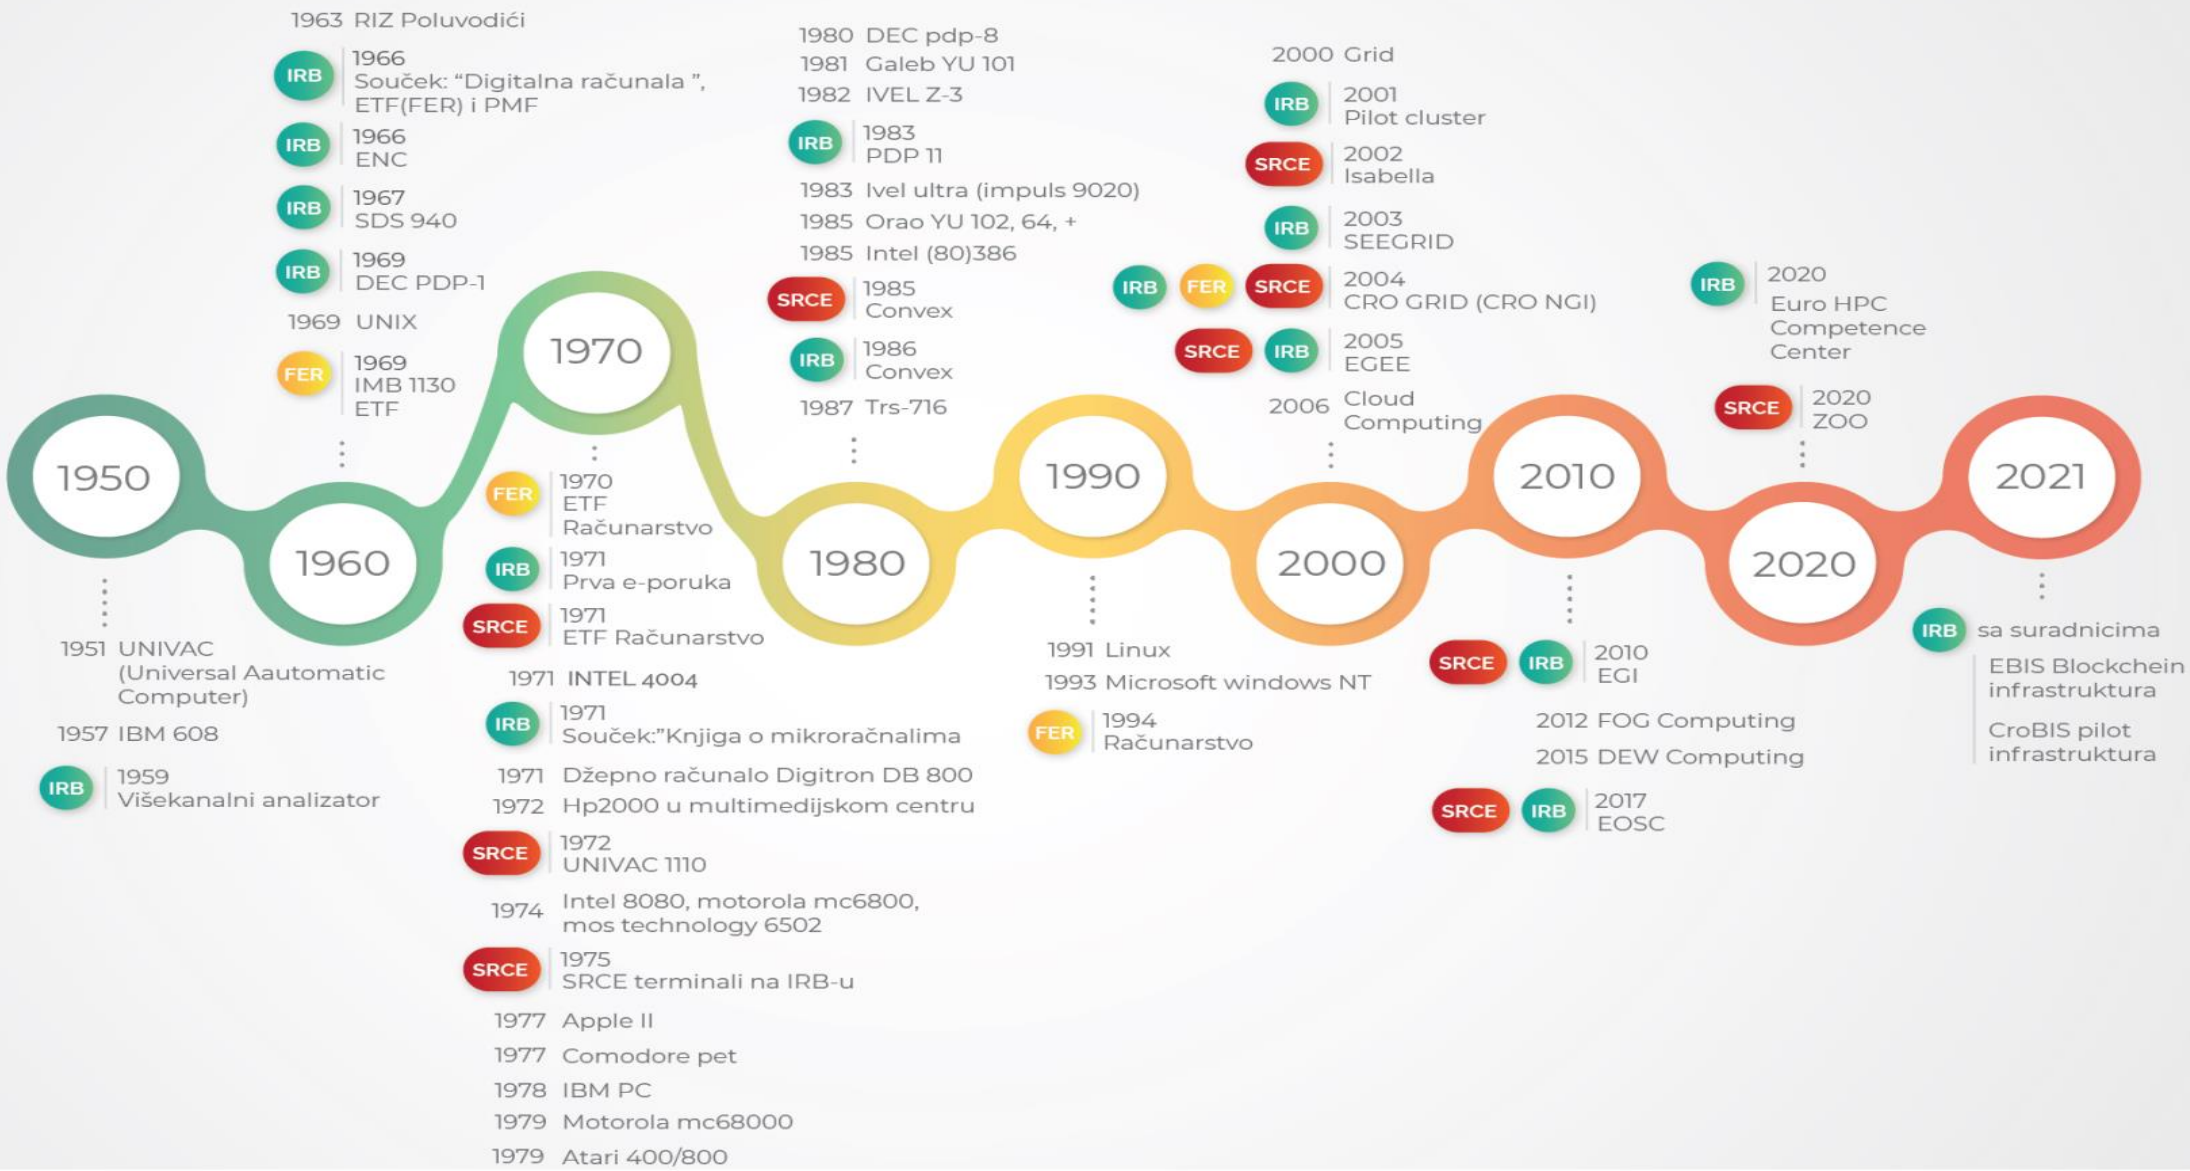 1963 RIZ Poluvodići
IRB
1966
Souček: “Digitalna računala ”,
ETF(FER) i PMF
IRB
1966
ENC
IRB
1967
SDS 940
IRB
1969
DEC PDP-1
1969 UNIX
FER
1969
IMB 1130
ETF
1980 DEC pdp-8
1981 Galeb YU 101
1982 IVEL Z-3
IRB
1983
PDP 11
1983 Ivel ultra (impuls 9020)
1985 Orao YU 102, 64, +
1985 Intel (80)386
SRCE
1985
Convex
IRB
1986
Convex
1987 Trs-716
2000 Grid
IRB
2001
Pilot cluster
SRCE
2002
Isabella
IRB
2003
SEEGRID
IRB FER SRCE
2004
CRO GRID (CRO NGI)
SRCE IRB
2005
EGEE
2006 Cloud
Computing
IRB
2020
Euro HPC
Competence
Center
SRCE
2020
ZOO
1950
1960
1970
1980
1990
2000
2010
2020
2021
1951 UNIVAC
(Universal Aautomatic
Computer)
1957 IBM 608
IRB
1959
Višekanalni analizator
FER
1970
ETF
Računarstvo
IRB
1971
Prva e-poruka
SRCE
1971
ETF Računarstvo
1971 INTEL 4004
IRB
1971
Souček:”Knjiga o mikroračnalima
1971 Džepno računalo Digitron DB 800
1972 Hp2000 u multimedijskom centru
SRCE
1972
UNIVAC 1110
1974 Intel 8080, motorola mc6800,
mos technology 6502
SRCE
1975
SRCE terminali na IRB-u
1977 Apple II
1977 Comodore pet
1978 IBM PC
1979 Motorola mc68000
1979 Atari 400/800
1991 Linux
1993 Microsoft windows NT
FER
1994
Računarstvo
SRCE IRB
2010
EGI
2012 FOG Computing
2015 DEW Computing
SRCE IRB
2017
EOSC
IRB sa suradnicima
EBIS Blockchein
infrastruktura
CroBIS pilot
infrastruktura